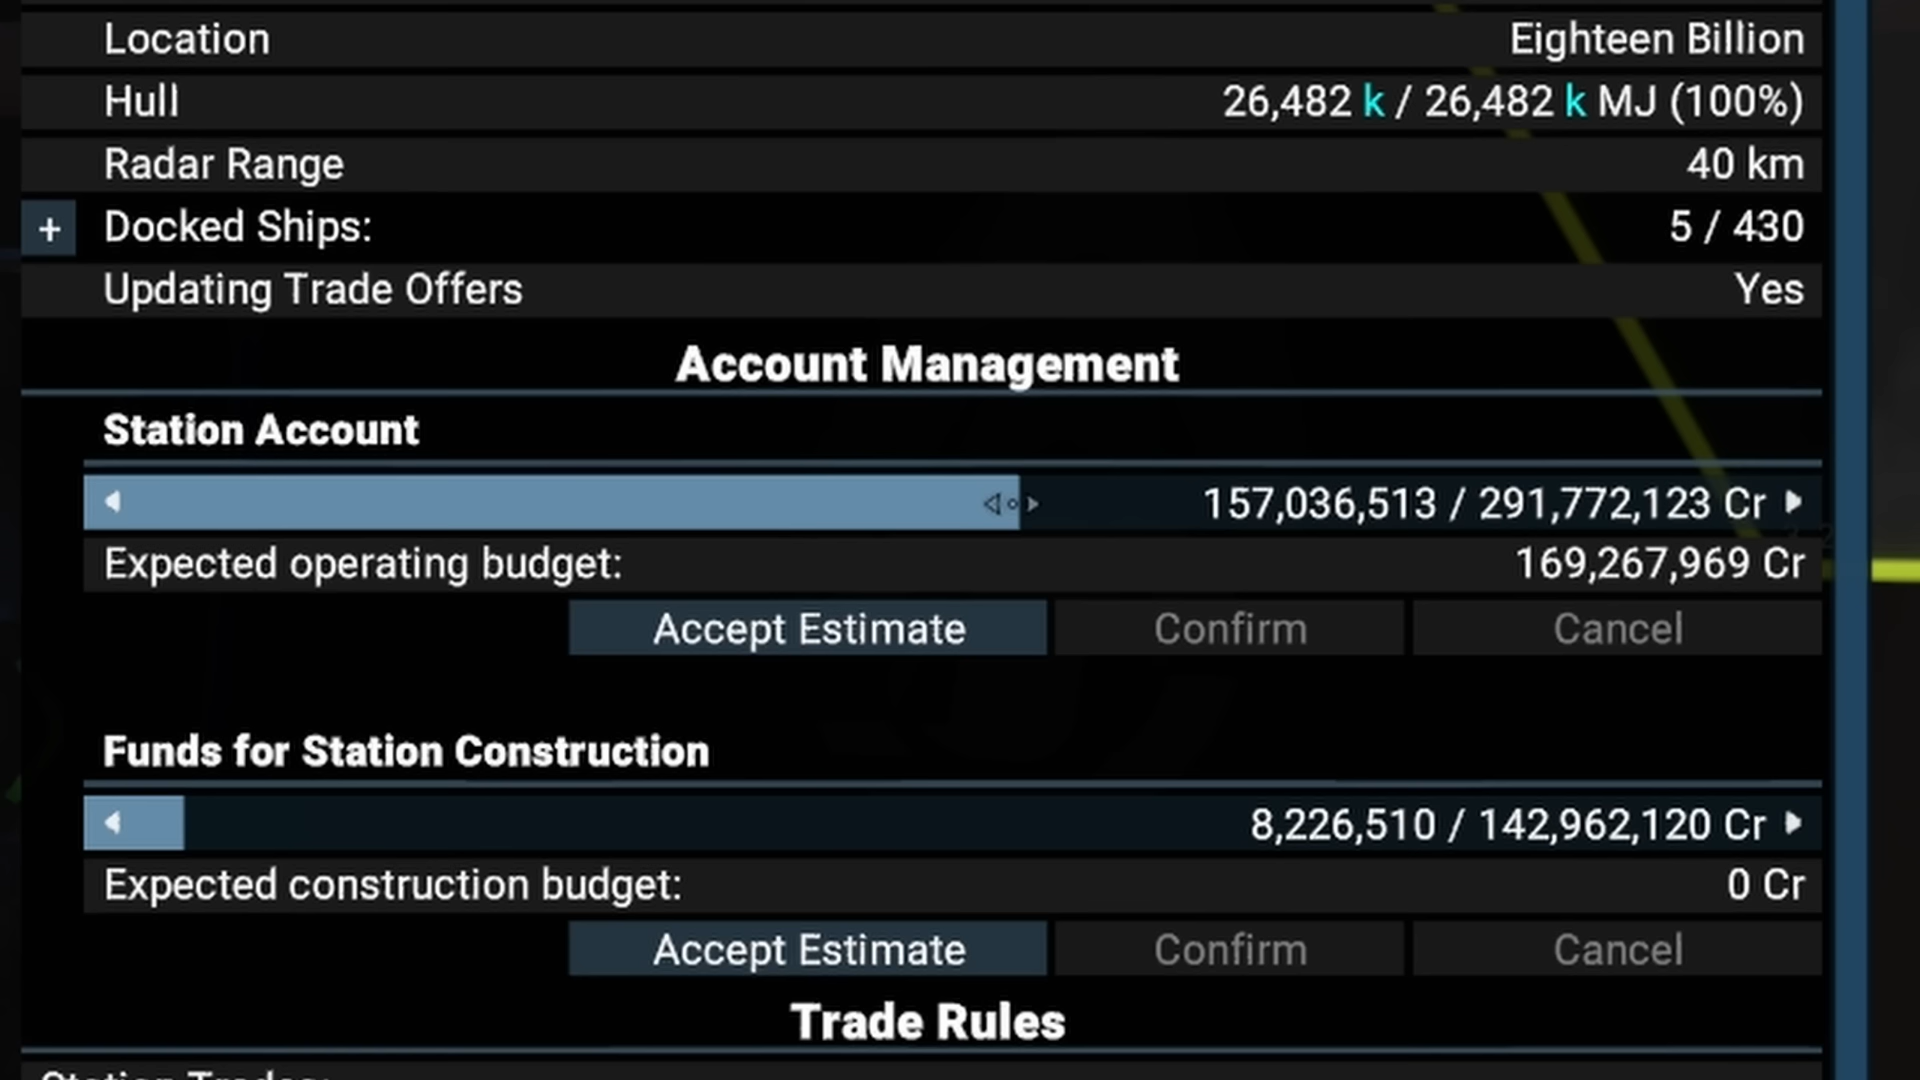 Location Eighteen Billion
Hull 26,482 k / 26,482 k MJ (100%)
Radar Range 40 km
+ Docked Ships: 5 / 430
Updating Trade Offers Yes
Account Management
Station Account
157,036,513 / 291,772,123 Cr
Expected operating budget: 169,267,969 Cr
Accept Estimate Confirm Cancel
Funds for Station Construction
8,226,510 / 142,962,120 Cr
Expected construction budget: 0 Cr
Accept Estimate Confirm Cancel
Trade Rules